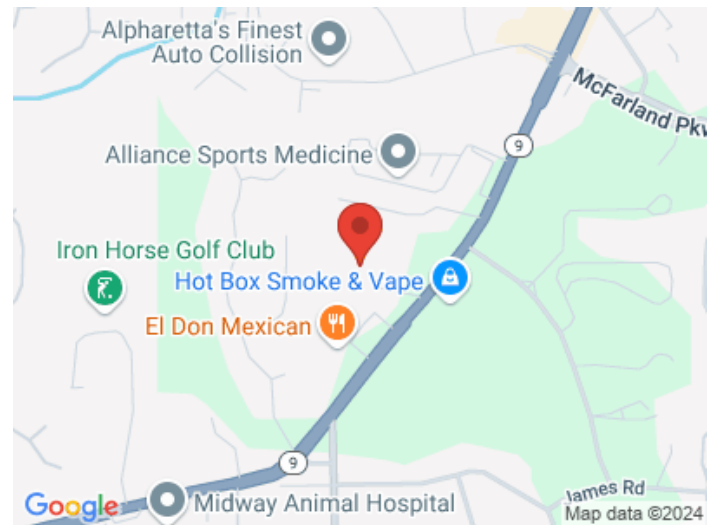 Alpharetta's Finest
Auto Collision
McFarland Pkw
9
Alliance Sports Medicine
Iron Horse Golf Club
Hot Box Smoke & Vape
El Don Mexican
9
Midway Animal Hospital
James Rd
Google
Map data ©2024